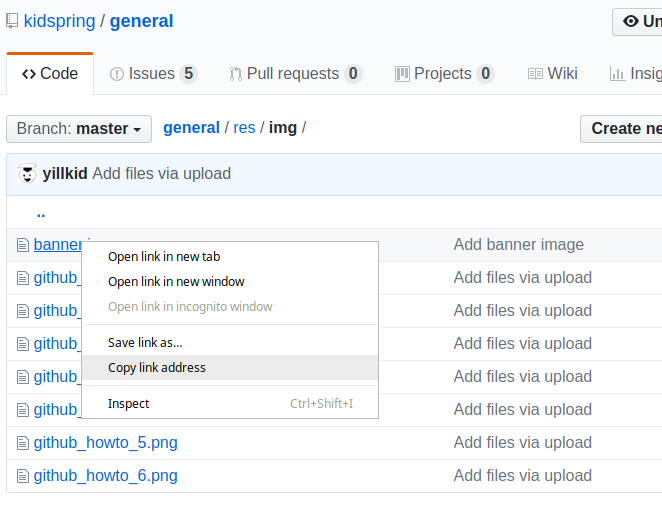 kidspring / general
Un
Code Issues 5 Pull requests 0 Projects 0 Wiki Insig
Branch: master general / res / img /
Create ne
yillkid Add files via upload
..
banner Add banner image
github_ Add files via upload
github_ Add files via upload
github_ Add files via upload
github_ Add files via upload
github_ Add files via upload
github_howto_5.png Add files via upload
github_howto_6.png Add files via upload
Open link in new tab
Open link in new window
Open link in incognito window
Save link as...
Copy link address
Inspect Ctrl+Shift+I